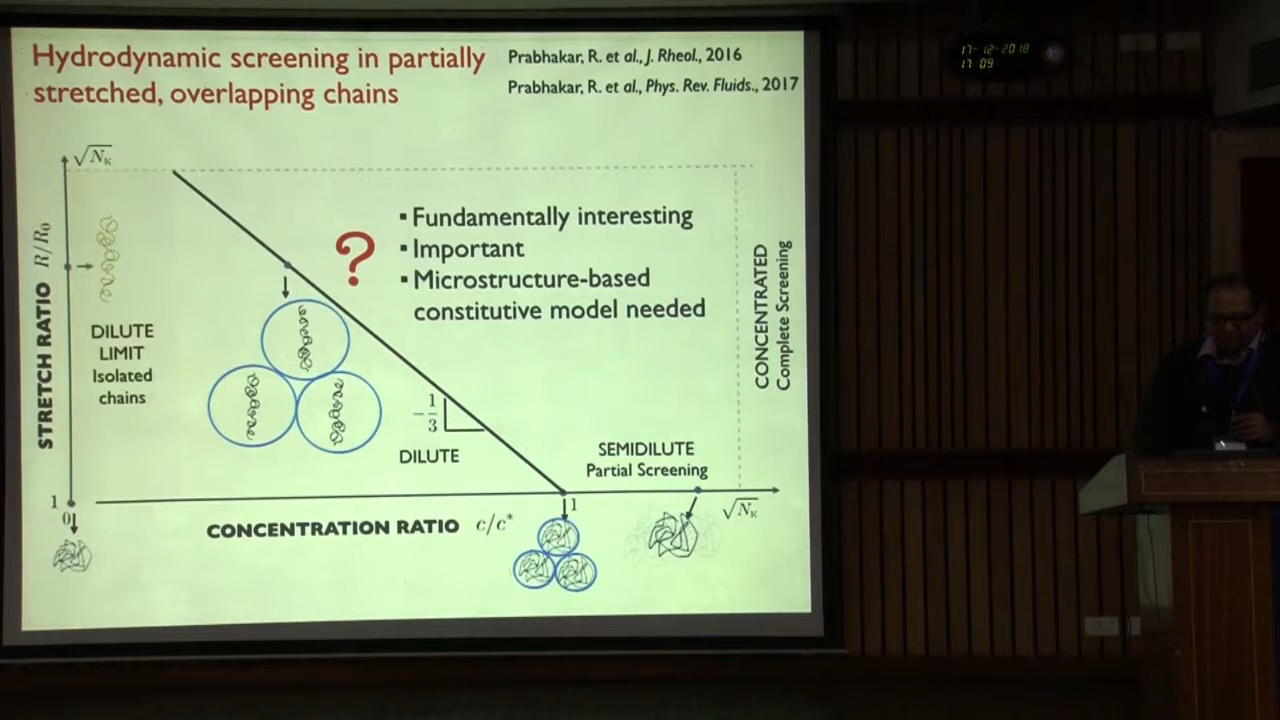 Hydrodynamic screening in partially
stretched, overlapping chains
Prabhakar, R. et al., J. Rheol., 2016
Prabhakar, R. et al., Phys. Rev. Fluids., 2017
17-12-2018
17 09
√N_K
STRETCH RATIO R/R₀
DILUTE
LIMIT
Isolated
chains
?
▪ Fundamentally interesting
▪ Important
▪ Microstructure-based
constitutive model needed
CONCENTRATED
Complete Screening
-1/3
DILUTE
SEMIDILUTE
Partial Screening
1
0
CONCENTRATION RATIO c/c*
1
√N_K